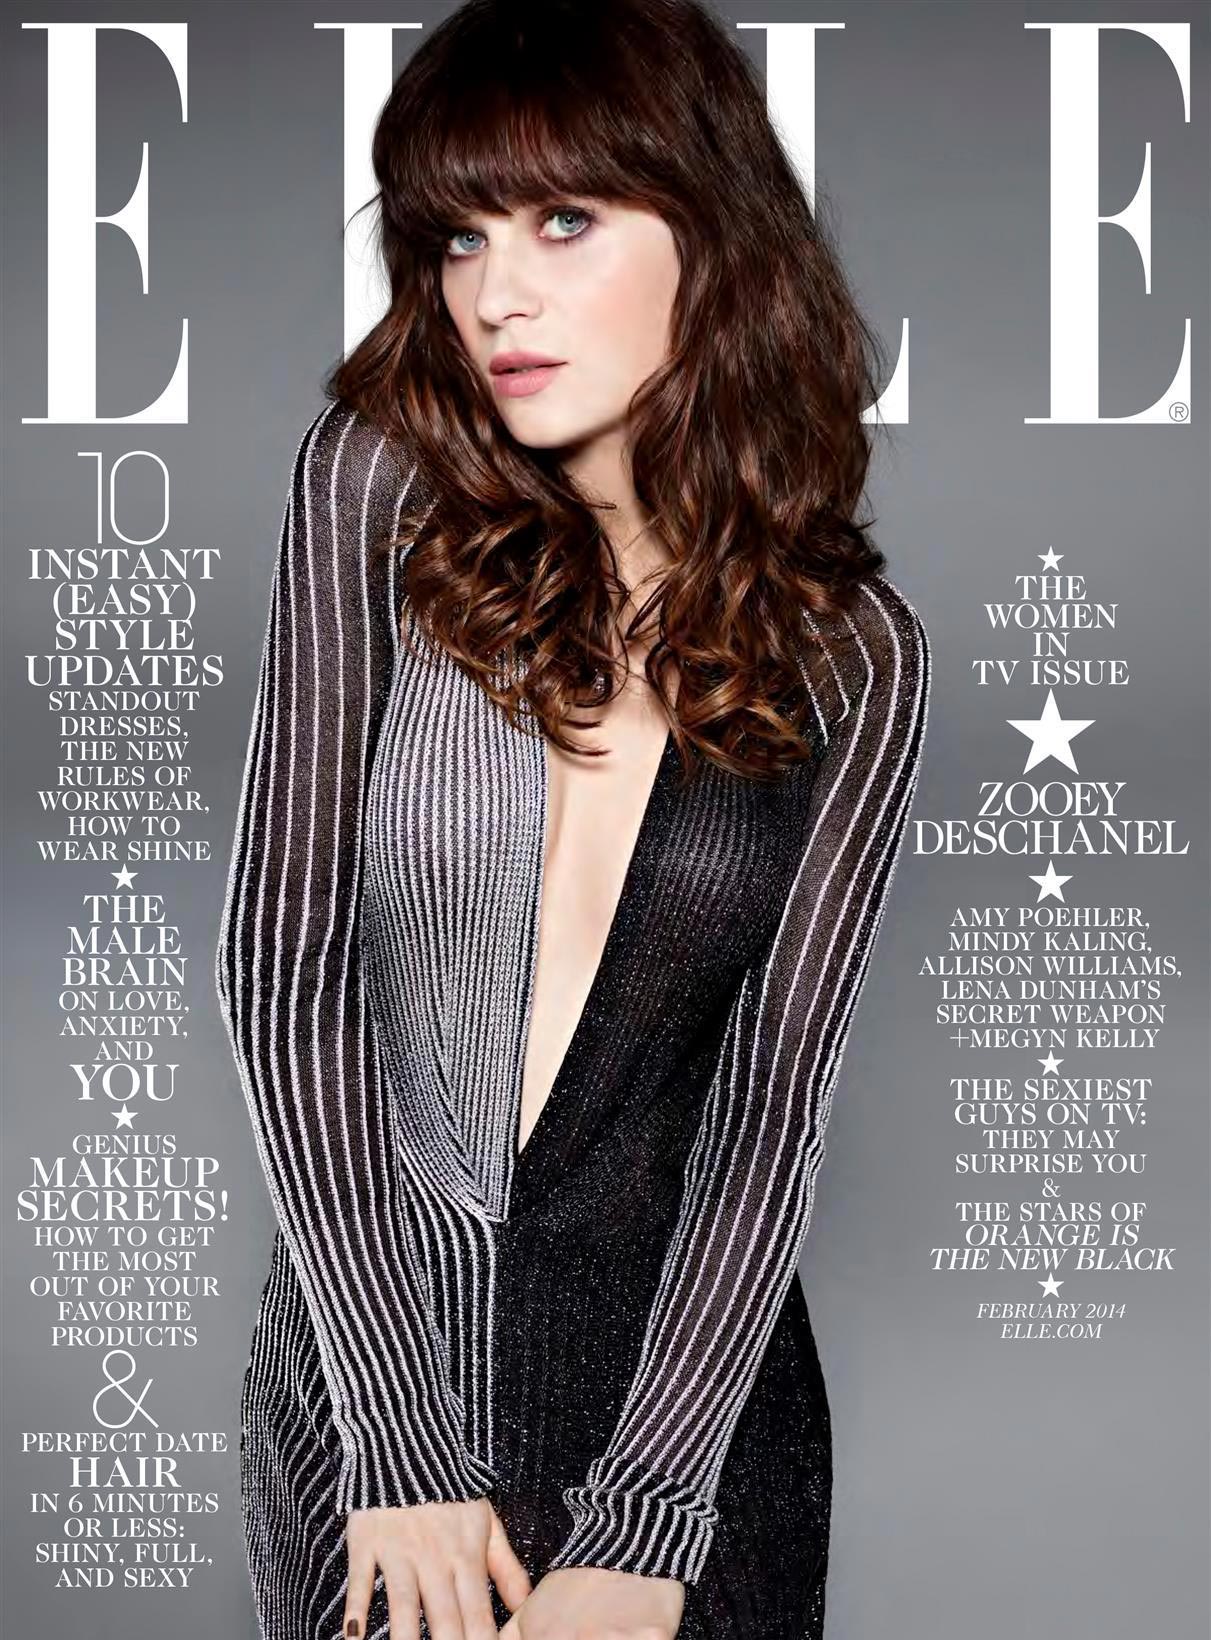 ELLE
®
10
INSTANT
(EASY)
STYLE
UPDATES
STANDOUT
DRESSES,
THE NEW
RULES OF
WORKWEAR,
HOW TO
WEAR SHINE
THE
MALE
BRAIN
ON LOVE,
ANXIETY,
AND
YOU
GENIUS
MAKEUP
SECRETS!
HOW TO GET
THE MOST
OUT OF YOUR
FAVORITE
PRODUCTS
&
PERFECT DATE
HAIR
IN 6 MINUTES
OR LESS:
SHINY, FULL,
AND SEXY
THE
WOMEN
IN
TV ISSUE
ZOOEY
DESCHANEL
AMY POEHLER,
MINDY KALING,
ALLISON WILLIAMS,
LENA DUNHAM'S
SECRET WEAPON
+MEGYN KELLY
THE SEXIEST
GUYS ON TV:
THEY MAY
SURPRISE YOU
&
THE STARS OF
ORANGE IS
THE NEW BLACK
FEBRUARY 2014
ELLE.COM